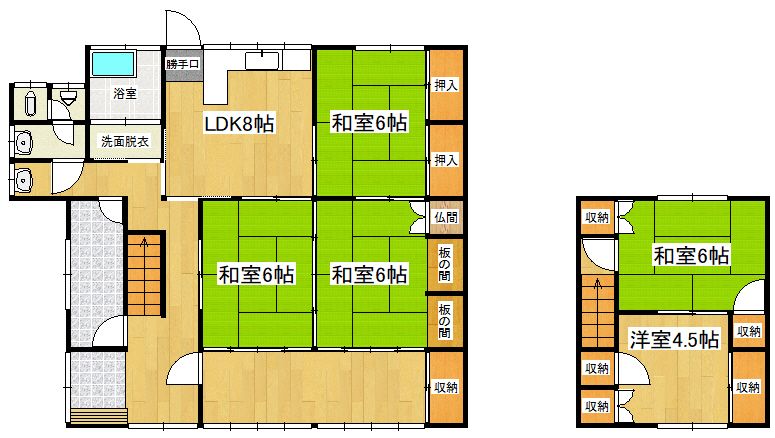 勝手口
浴室
押入
LDK8帖
和室6帖
洗面脱衣
押入
仏間
和室6帖
和室6帖
板の間
板の間
収納
収納
和室6帖
洋室4.5帖
収納
収納
収納
収納